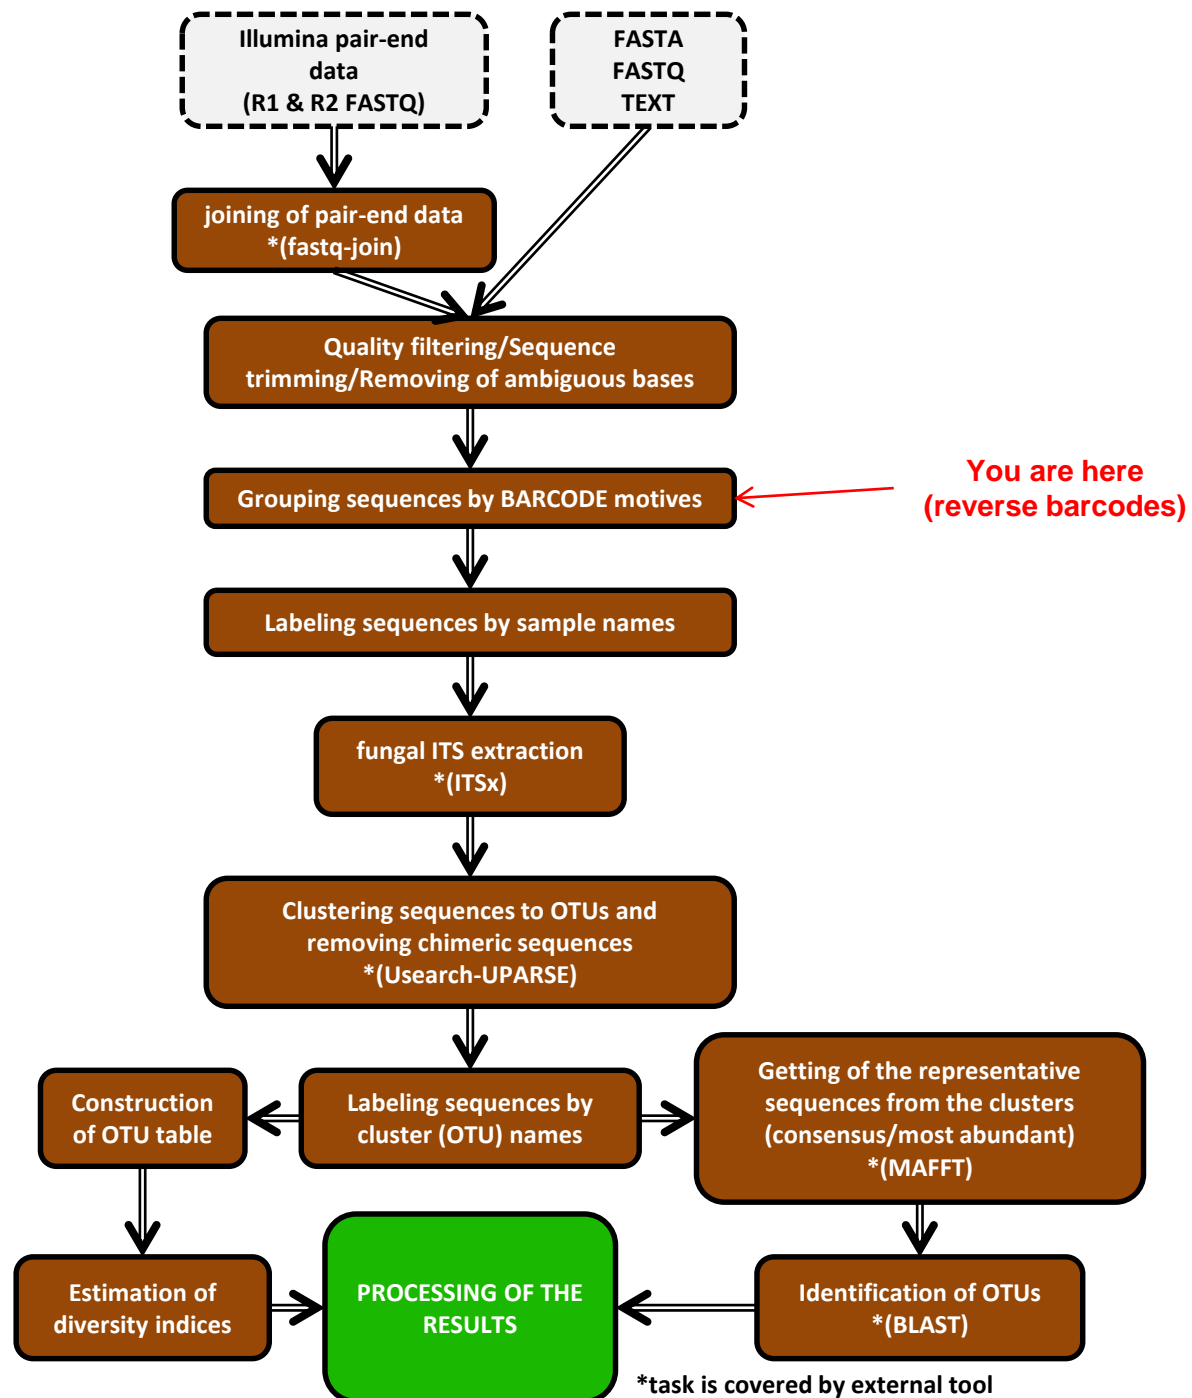 Illumina pair-end
data
(R1 & R2 FASTQ)
FASTA
FASTQ
TEXT
joining of pair-end data
*(fastq-join)
Quality filtering/Sequence
trimming/Removing of ambiguous bases
Grouping sequences by BARCODE motives
You are here
(reverse barcodes)
Labeling sequences by sample names
fungal ITS extraction
*(ITSx)
Clustering sequences to OTUs and
removing chimeric sequences
*(Usearch-UPARSE)
Construction
of OTU table
Labeling sequences by
cluster (OTU) names
Getting of the representative
sequences from the clusters
(consensus/most abundant)
*(MAFFT)
Estimation of
diversity indices
PROCESSING OF THE
RESULTS
Identification of OTUs
*(BLAST)
*task is covered by external tool